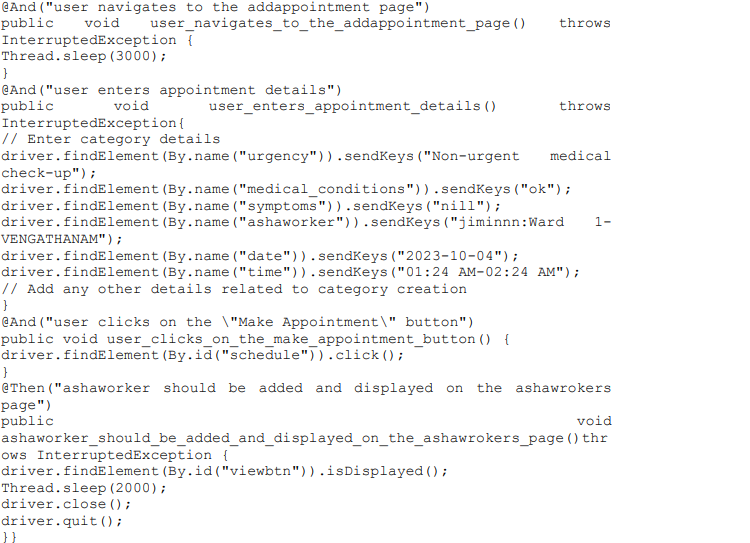 @And("user navigates to the addappointment page")
public void user_navigates_to_the_addappointment_page() throws
InterruptedException {
Thread.sleep(3000);
}
@And("user enters appointment details")
public void user_enters_appointment_details() throws
InterruptedException{
// Enter category details
driver.findElement(By.name("urgency")).sendKeys("Non-urgent medical
check-up");
driver.findElement(By.name("medical_conditions")).sendKeys("ok");
driver.findElement(By.name("symptoms")).sendKeys("nill");
driver.findElement(By.name("ashaworker")).sendKeys("jiminnn:Ward 1-
VENGATHANAM");
driver.findElement(By.name("date")).sendKeys("2023-10-04");
driver.findElement(By.name("time")).sendKeys("01:24 AM-02:24 AM");
// Add any other details related to category creation
}
@And("user clicks on the \"Make Appointment\" button")
public void user_clicks_on_the_make_appointment_button() {
driver.findElement(By.id("schedule")).click();
}
@Then("ashaworker should be added and displayed on the ashawrokers
page")
public void
ashaworker_should_be_added_and_displayed_on_the_ashawrokers_page()thr
ows InterruptedException {
driver.findElement(By.id("viewbtn")).isDisplayed();
Thread.sleep(2000);
driver.close();
driver.quit();
}}